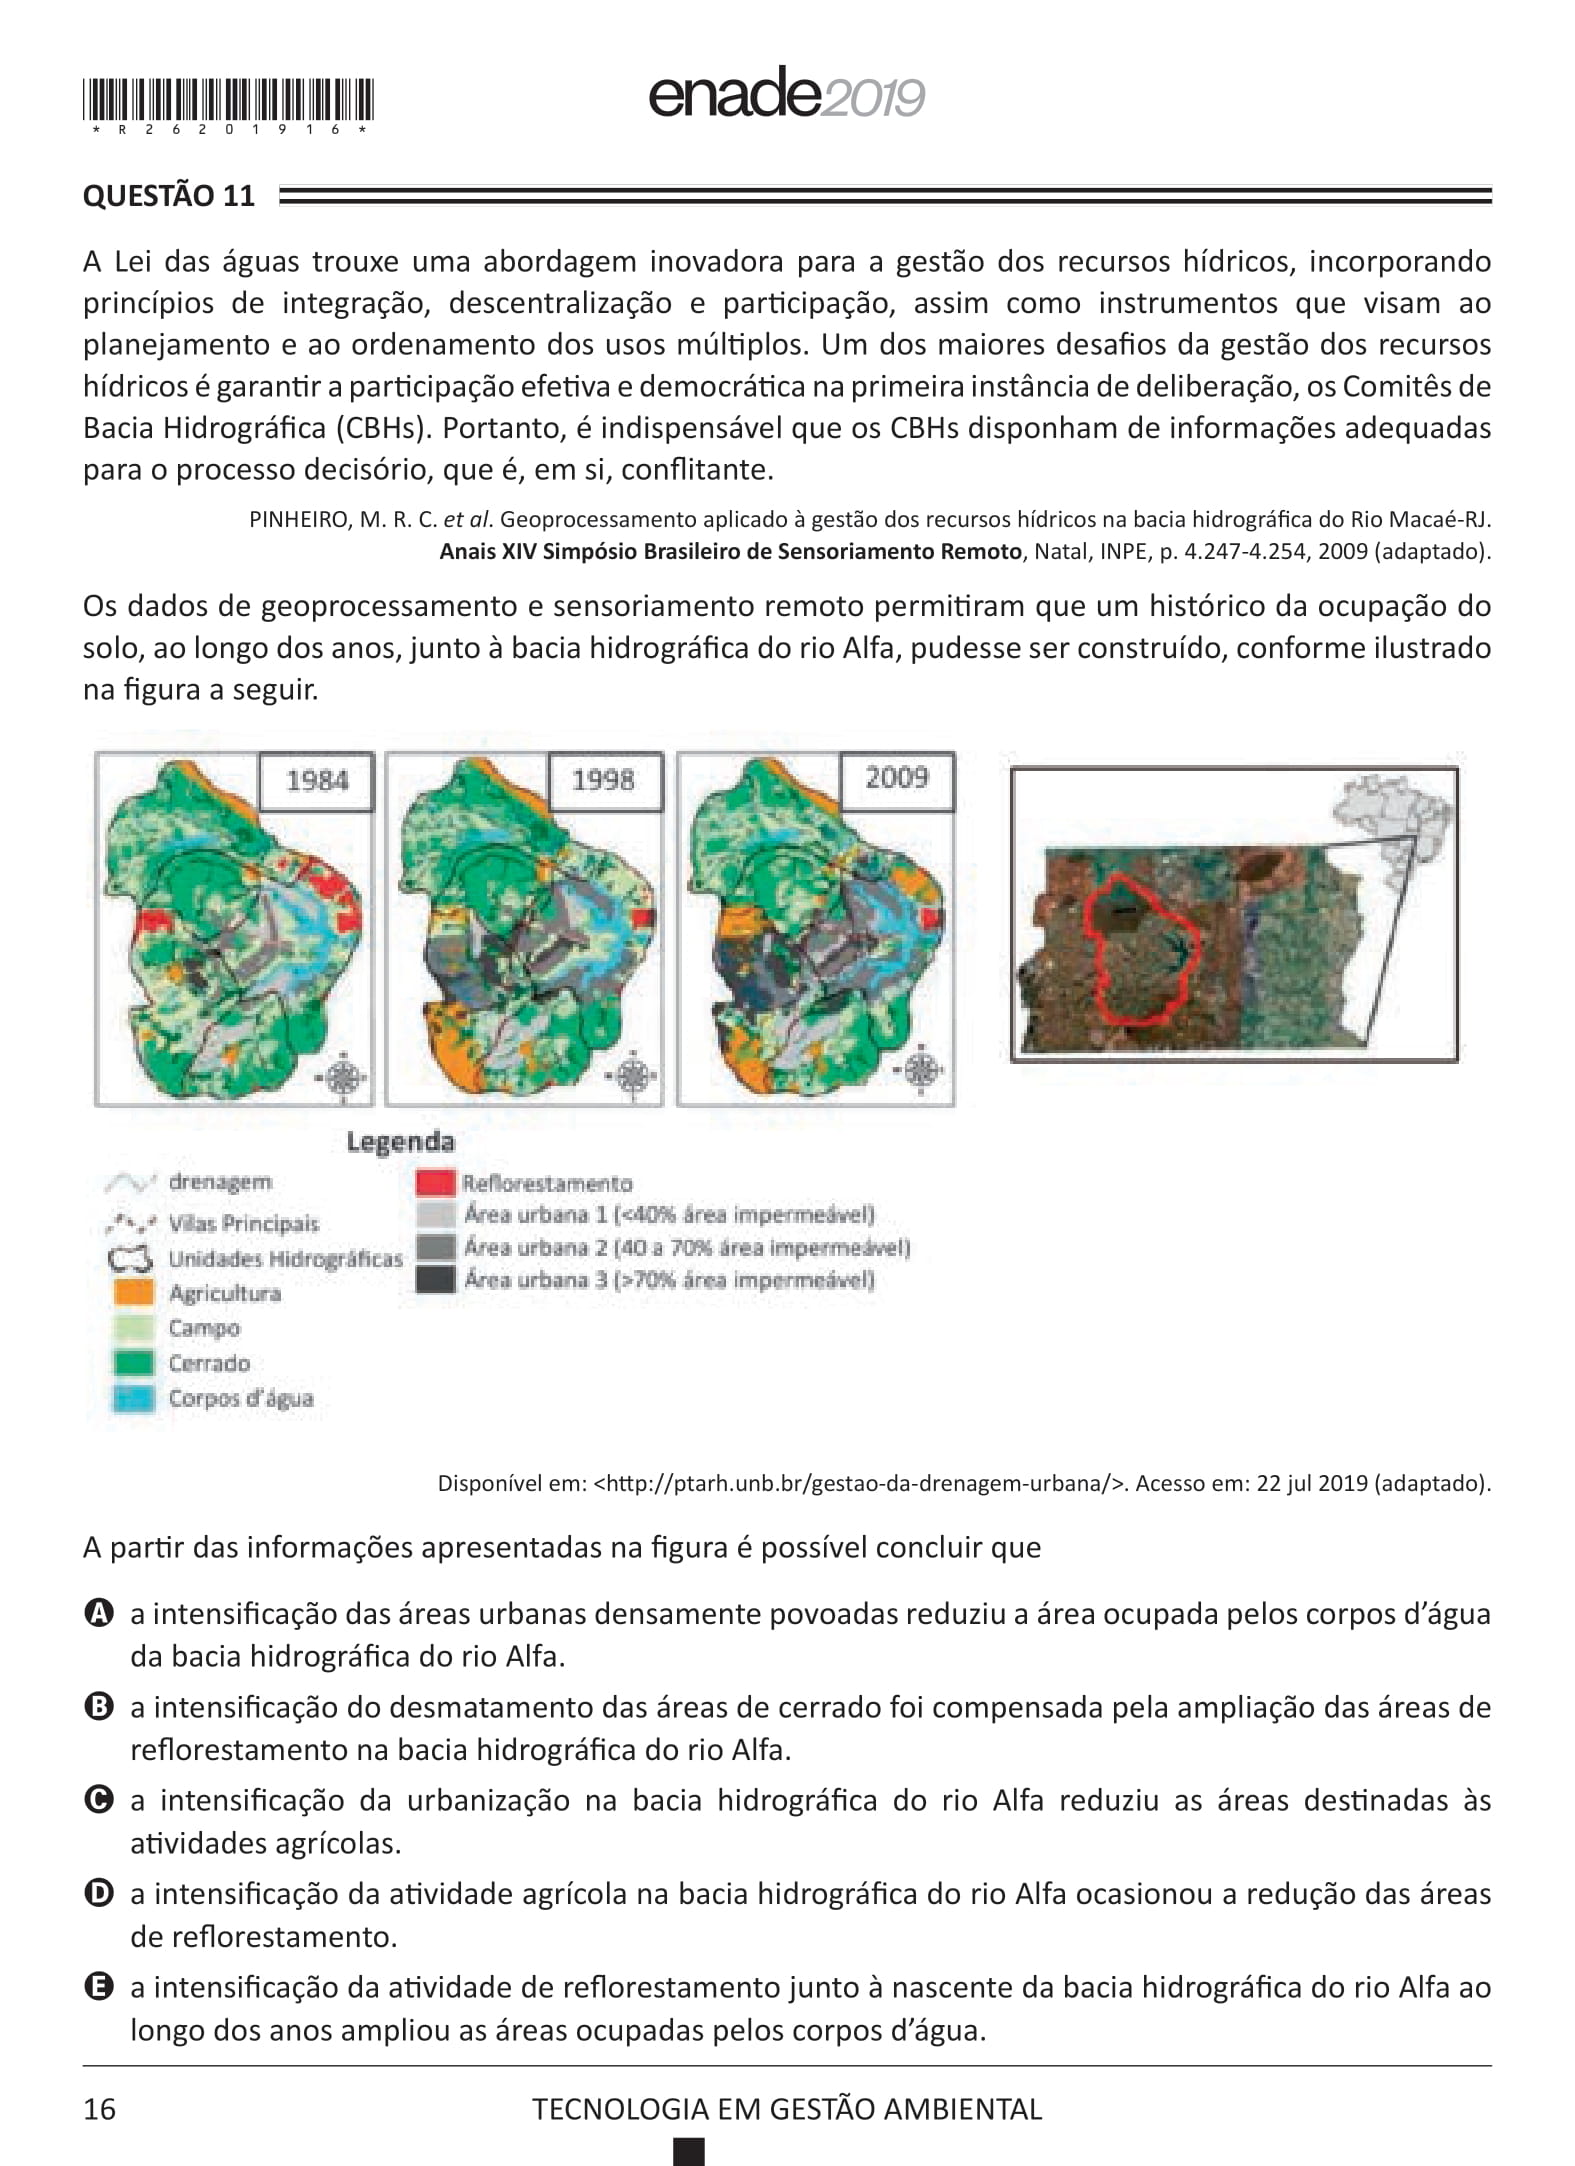 *R26201916*
enade2019
QUESTÃO 11
A Lei das águas trouxe uma abordagem inovadora para a gestão dos recursos hídricos, incorporando
princípios de integração, descentralização e participação, assim como instrumentos que visam ao
planejamento e ao ordenamento dos usos múltiplos. Um dos maiores desafios da gestão dos recursos
hídricos é garantir a participação efetiva e democrática na primeira instância de deliberação, os Comitês de
Bacia Hidrográfica (CBHs). Portanto, é indispensável que os CBHs disponham de informações adequadas
para o processo decisório, que é, em si, conflitante.
PINHEIRO, M. R. C. et al. Geoprocessamento aplicado à gestão dos recursos hídricos na bacia hidrográfica do Rio Macaé-RJ.
Anais XIV Simpósio Brasileiro de Sensoriamento Remoto, Natal, INPE, p. 4.247-4.254, 2009 (adaptado).
Os dados de geoprocessamento e sensoriamento remoto permitiram que um histórico da ocupação do
solo, ao longo dos anos, junto à bacia hidrográfica do rio Alfa, pudesse ser construído, conforme ilustrado
na figura a seguir.
1984
1998
2009
Legenda
drenagem
Vilas Principais
Unidades Hidrográficas
Agricultura
Campo
Cerrado
Corpos d'água
Reflorestamento
Área urbana 1 (<40% área impermeável)
Área urbana 2 (40 a 70% área impermeável)
Área urbana 3 (>70% área impermeável)
Disponível em: <http://ptarh.unb.br/gestao-da-drenagem-urbana/>. Acesso em: 22 jul 2019 (adaptado).
A partir das informações apresentadas na figura é possível concluir que
A a intensificação das áreas urbanas densamente povoadas reduziu a área ocupada pelos corpos d'água
da bacia hidrográfica do rio Alfa.
B a intensificação do desmatamento das áreas de cerrado foi compensada pela ampliação das áreas de
reflorestamento na bacia hidrográfica do rio Alfa.
C a intensificação da urbanização na bacia hidrográfica do rio Alfa reduziu as áreas destinadas às
atividades agrícolas.
D a intensificação da atividade agrícola na bacia hidrográfica do rio Alfa ocasionou a redução das áreas
de reflorestamento.
E a intensificação da atividade de reflorestamento junto à nascente da bacia hidrográfica do rio Alfa ao
longo dos anos ampliou as áreas ocupadas pelos corpos d'água.
16
TECNOLOGIA EM GESTÃO AMBIENTAL